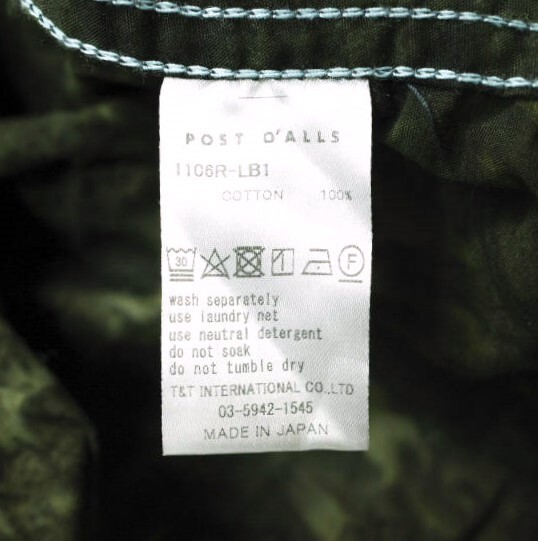 POST O'ALLS
1106R-LB1
COTTON 100%
30 F
wash separately
use laundry net
use neutral detergent
do not soak
do not tumble dry
T&T INTERNATIONAL CO.,LTD
03-5942-1545
MADE IN JAPAN